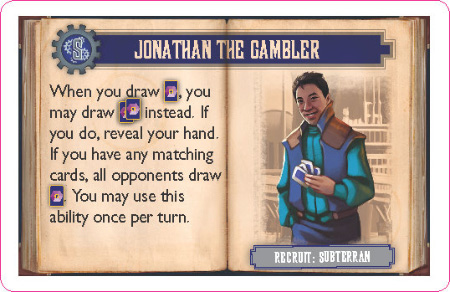 S
JONATHAN THE GAMBLER
When you draw , you
may draw instead. If
you do, reveal your hand.
If you have any matching
cards, all opponents draw
. You may use this
ability once per turn.
RECRUIT: SUBTERRAN